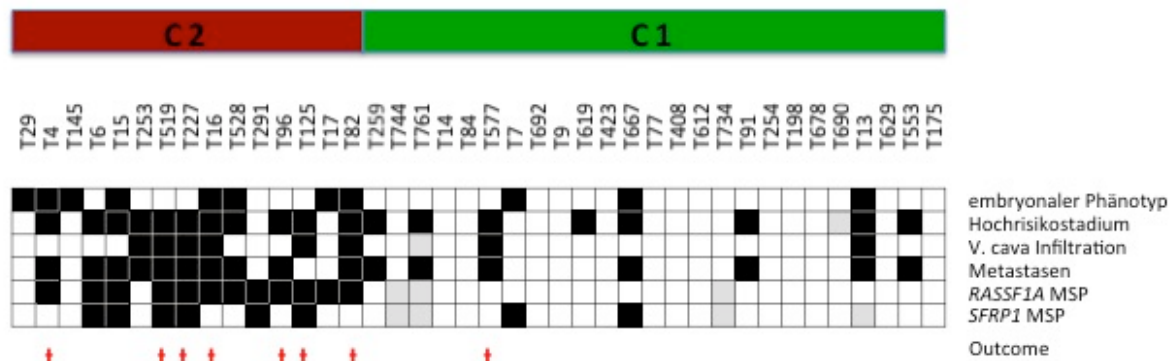 C 2 C 1
T29 T4 T145 T6 T15 T253 T519 T227 T16 T528 T291 T96 T125 T17 T82 T259 T744 T761 T14 T84 T577 T7 T692 T9 T619 T423 T667 T77 T408 T612 T734 T91 T254 T198 T678 T690 T13 T629 T553 T175
embryonaler Phänotyp
Hochrisikostadium
V. cava Infiltration
Metastasen
RASSF1A MSP
SFRP1 MSP
Outcome